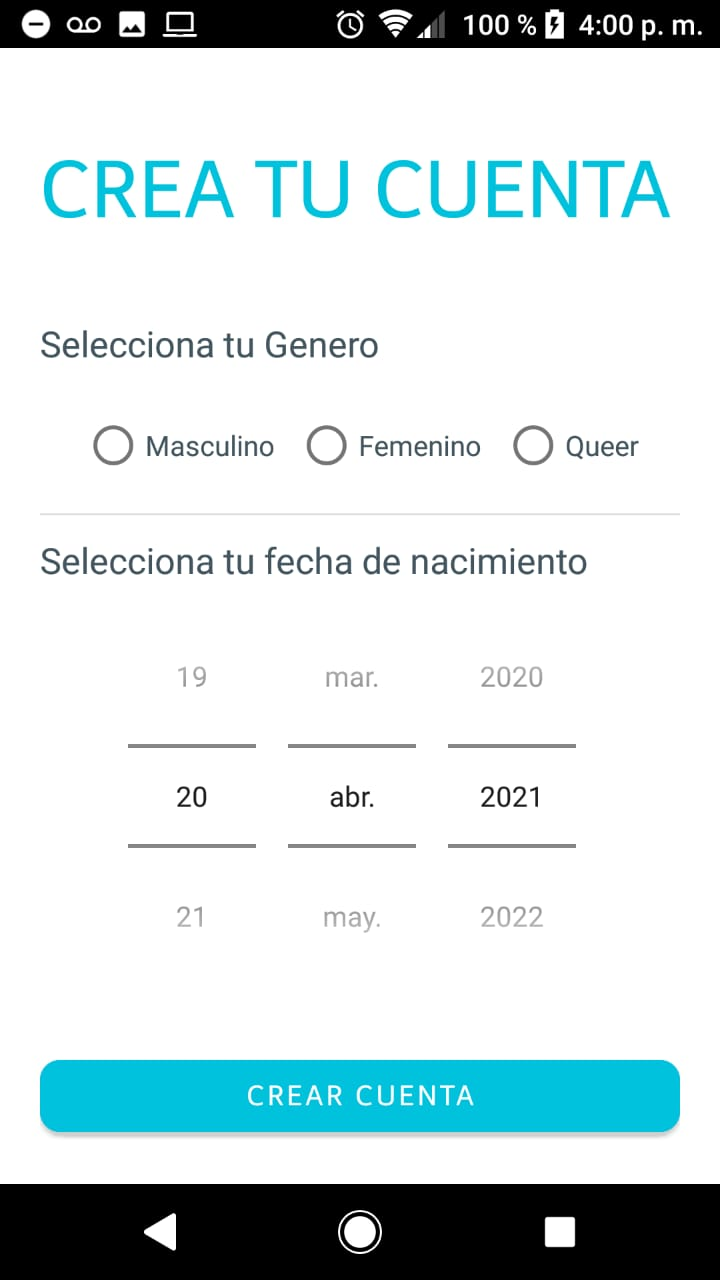 100 % 4:00 p. m.
CREA TU CUENTA
Selecciona tu Genero
Masculino Femenino Queer
Selecciona tu fecha de nacimiento
19 mar. 2020
20 abr. 2021
21 may. 2022
CREAR CUENTA